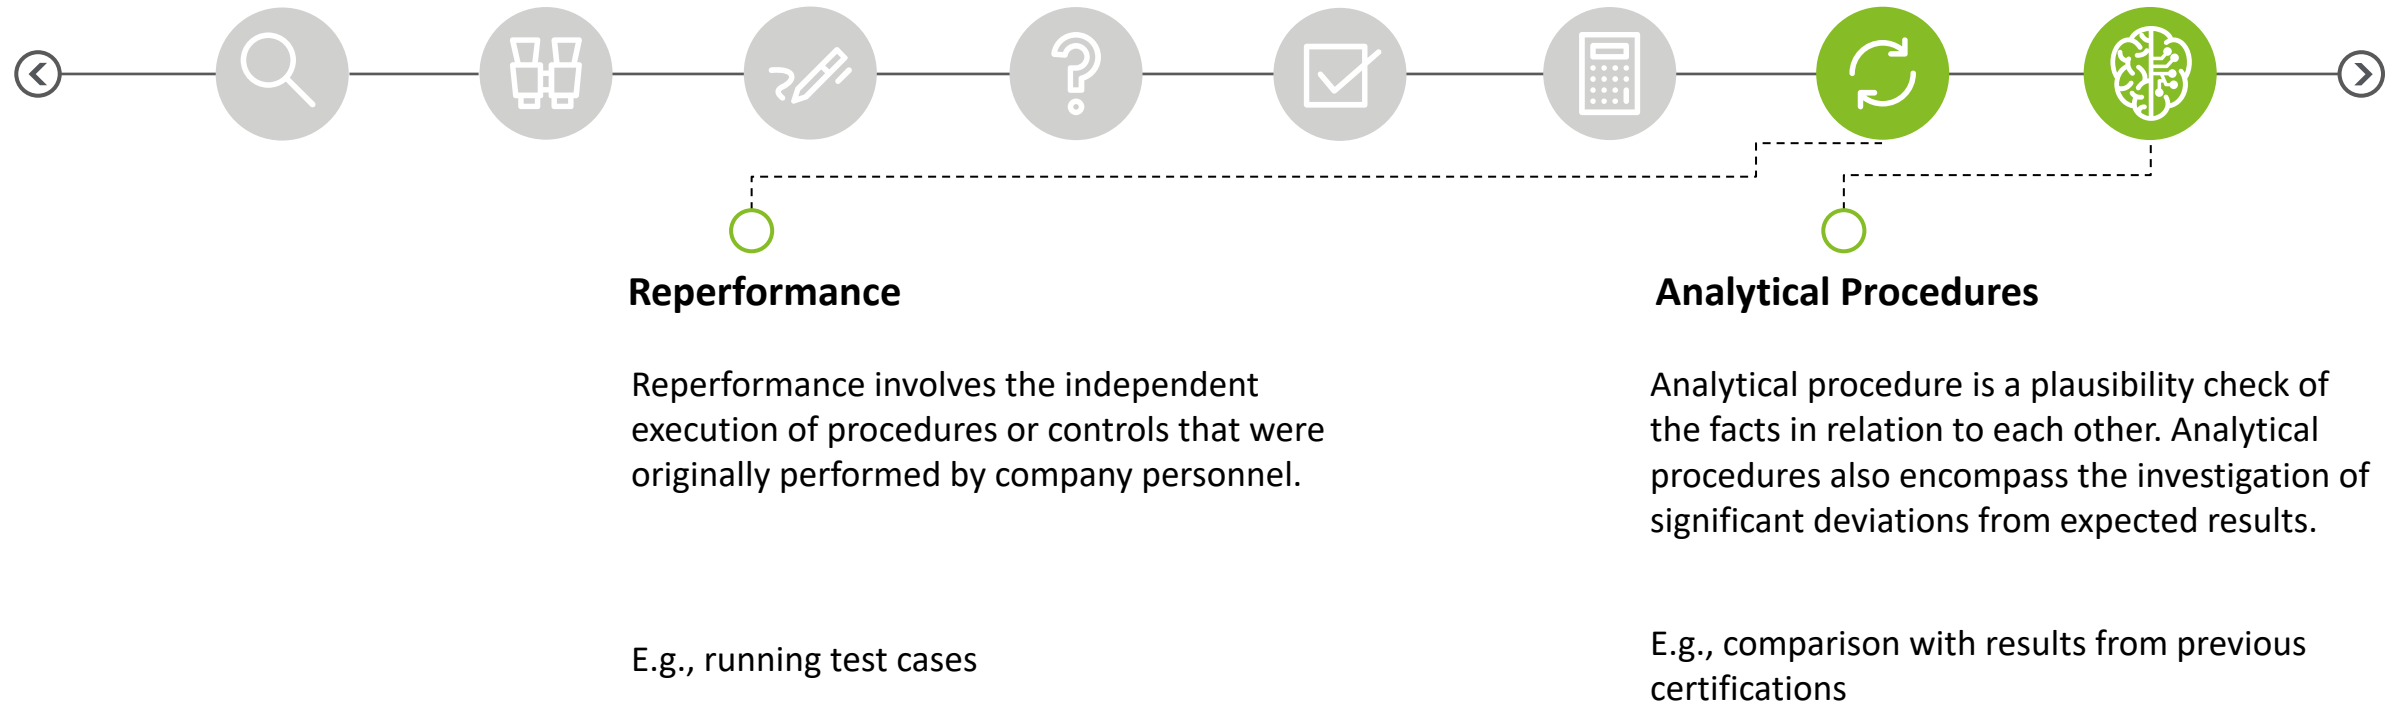 Reperformance
Reperformance involves the independent
execution of procedures or controls that were
originally performed by company personnel.
E.g., running test cases
Analytical Procedures
Analytical procedure is a plausibility check of
the facts in relation to each other. Analytical
procedures also encompass the investigation of
significant deviations from expected results.
E.g., comparison with results from previous
certifications